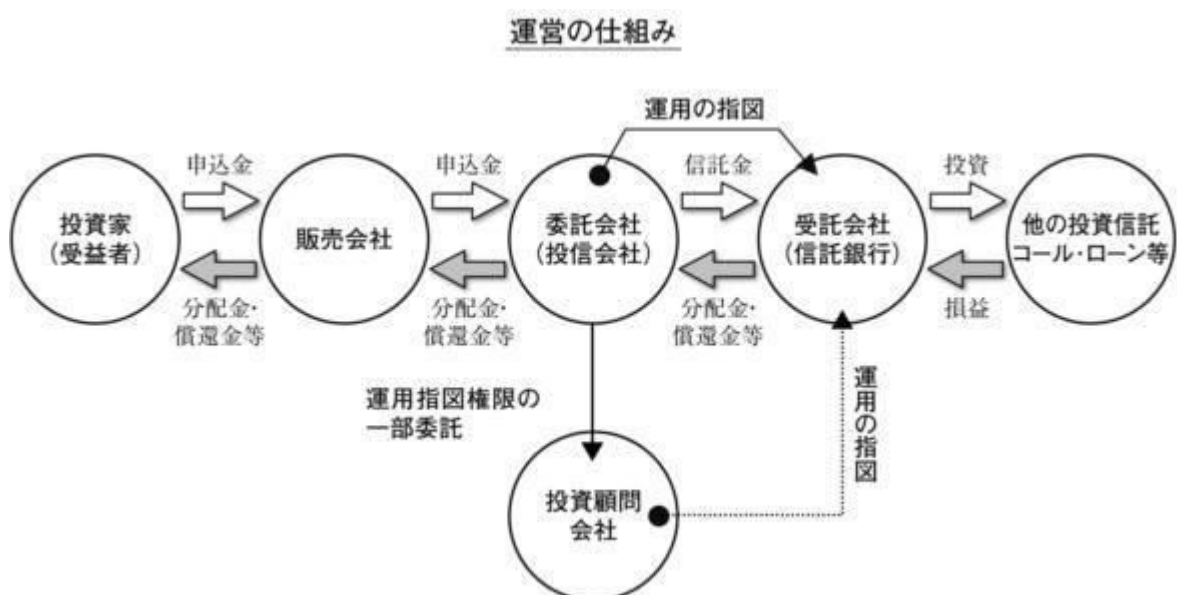 運営の仕組み
運用の指図
申込金
申込金
信託金
投資
投資家
(受益者)
販売会社
委託会社
(投信会社)
受託会社
(信託銀行)
他の投資信託
コール・ローン等
分配金・
償還金等
分配金・
償還金等
分配金・
償還金等
損益
運用指図権限の
一部委託
運用の指図
投資顧問
会社